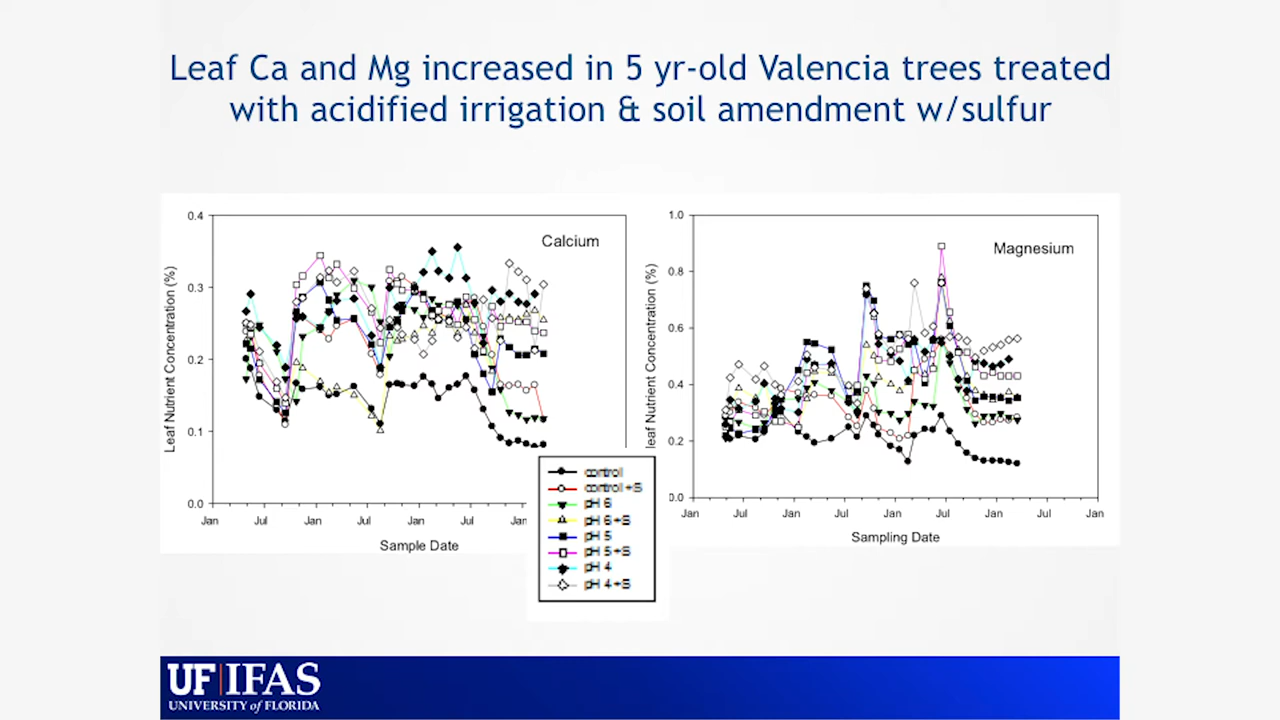 Leaf Ca and Mg increased in 5 yr-old Valencia trees treated
with acidified irrigation & soil amendment w/sulfur
Calcium
Leaf Nutrient Concentration (%)
0.4
0.3
0.2
0.1
0.0
Jan Jul Jan Jul Jan Jul Jan
Sample Date
control
control+S
pH 6
pH 6+S
pH 5
pH 5+S
pH 4
pH 4+S
Magnesium
leaf Nutrient Concentration (%)
1.0
0.8
0.6
0.4
0.2
0.0
Jan Jul Jan Jul Jan Jul Jan Jul Jan
Sampling Date
UF|IFAS
UNIVERSITY of FLORIDA